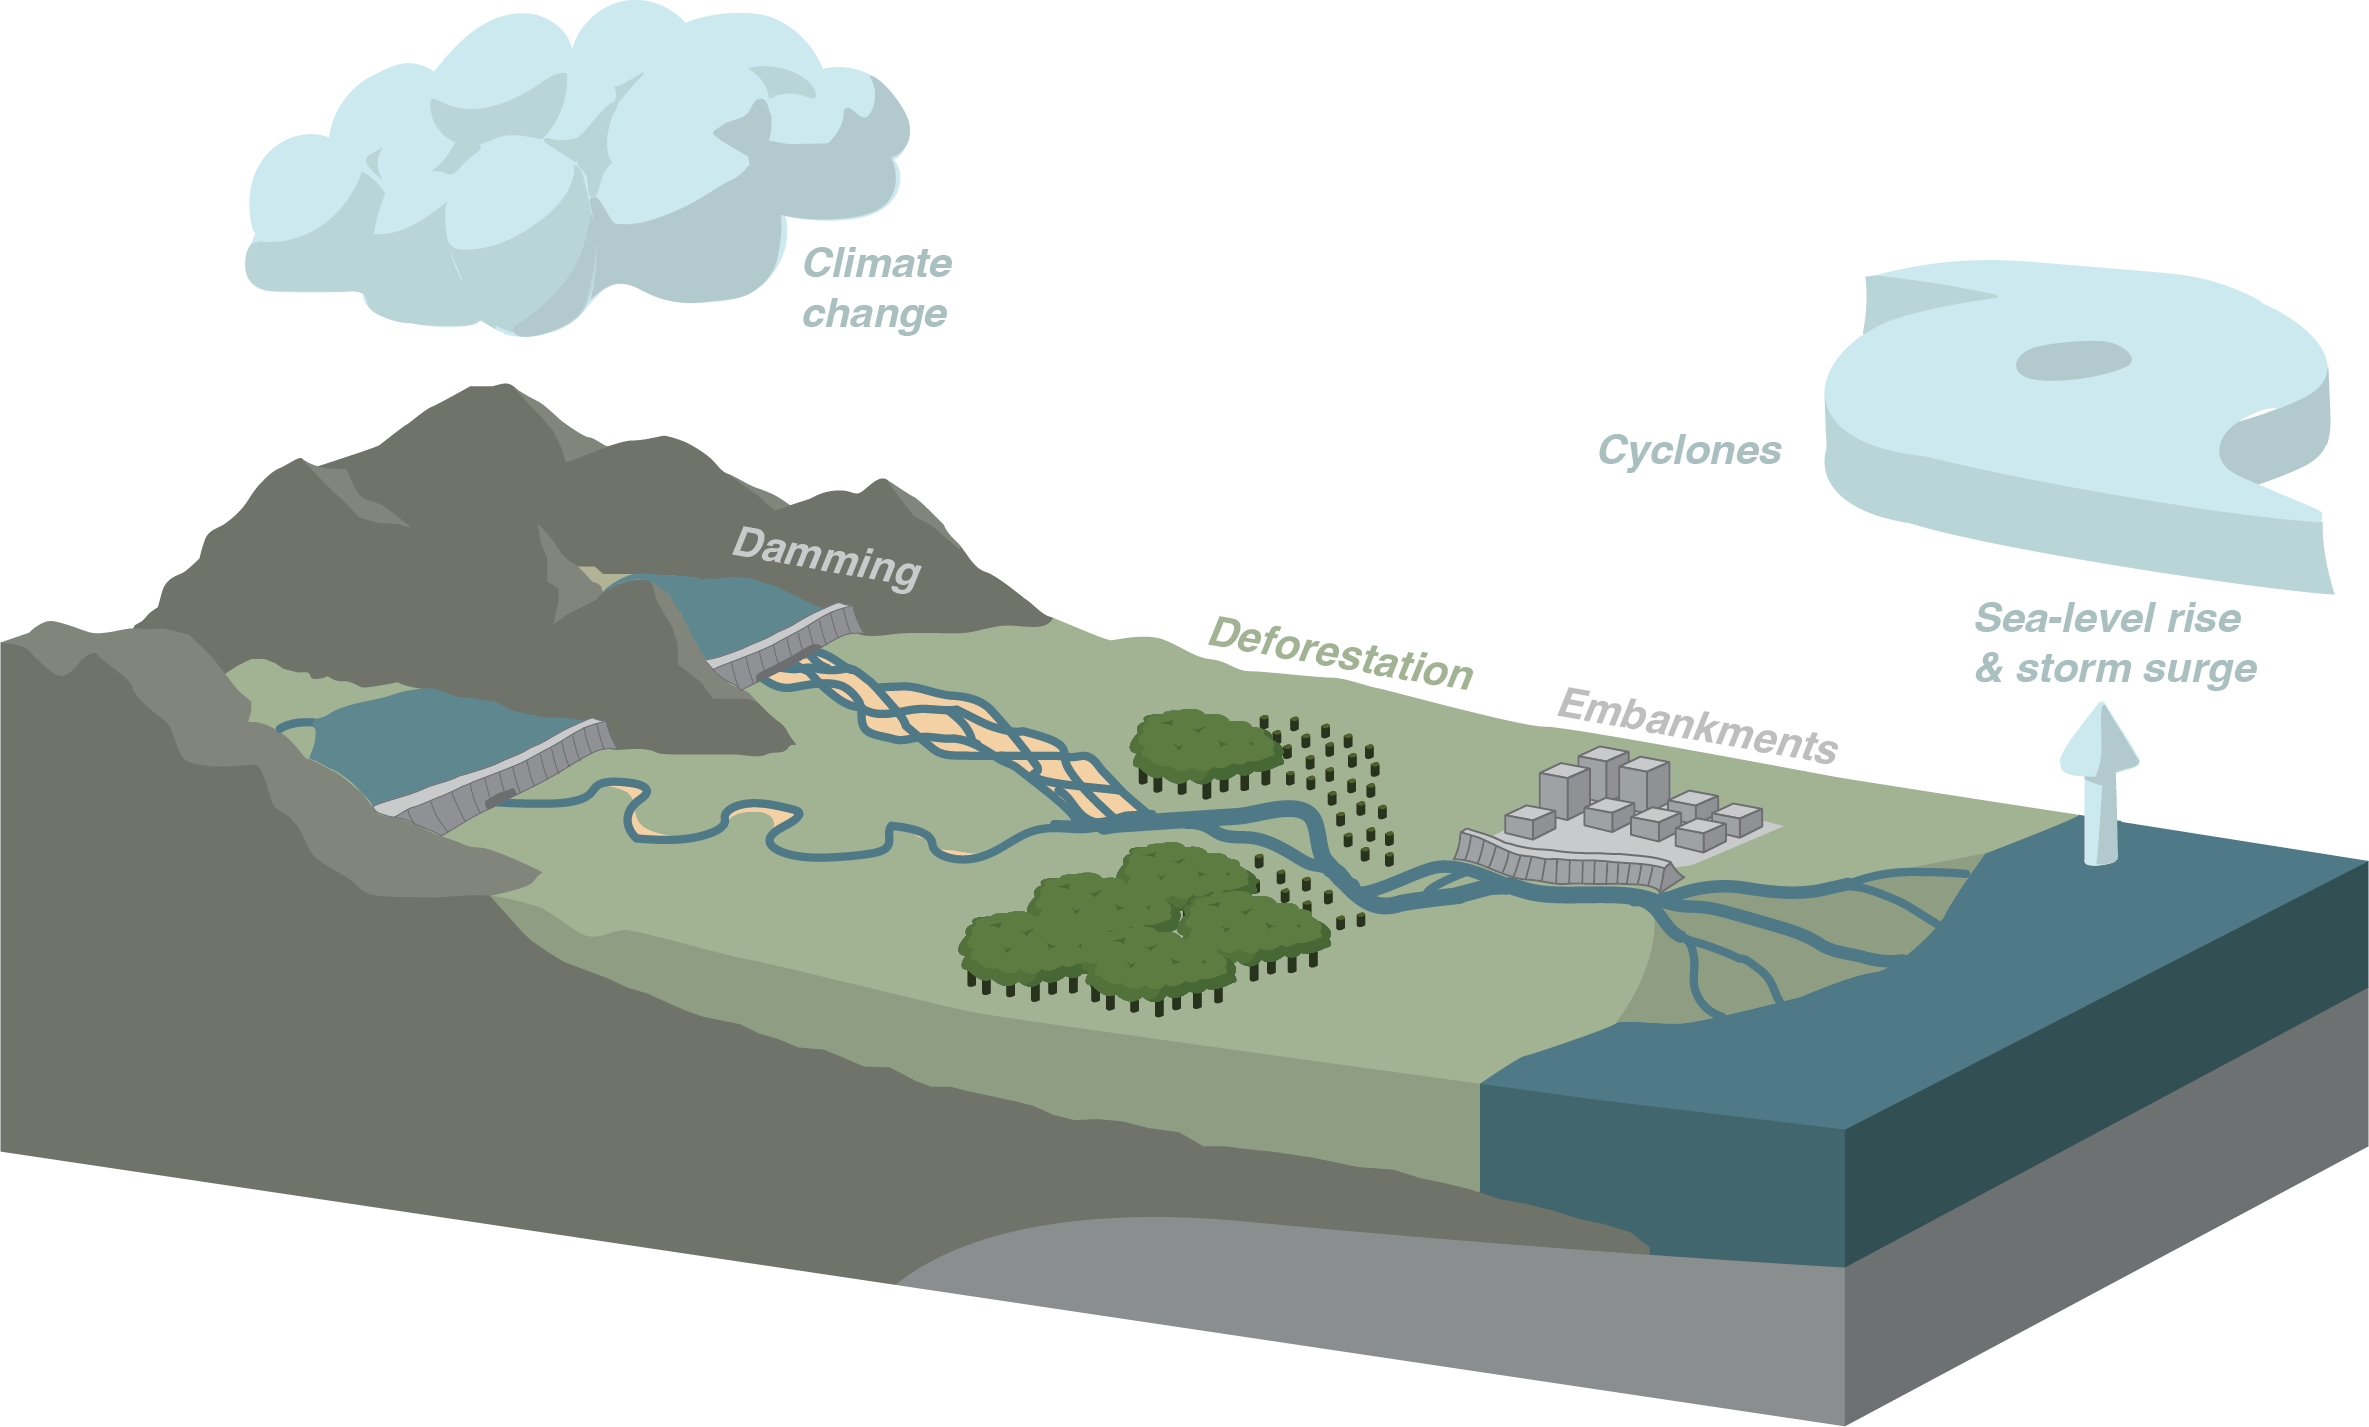 Climate
change
Cyclones
Damming
Deforestation
Sea-level rise
& storm surge
Embankments